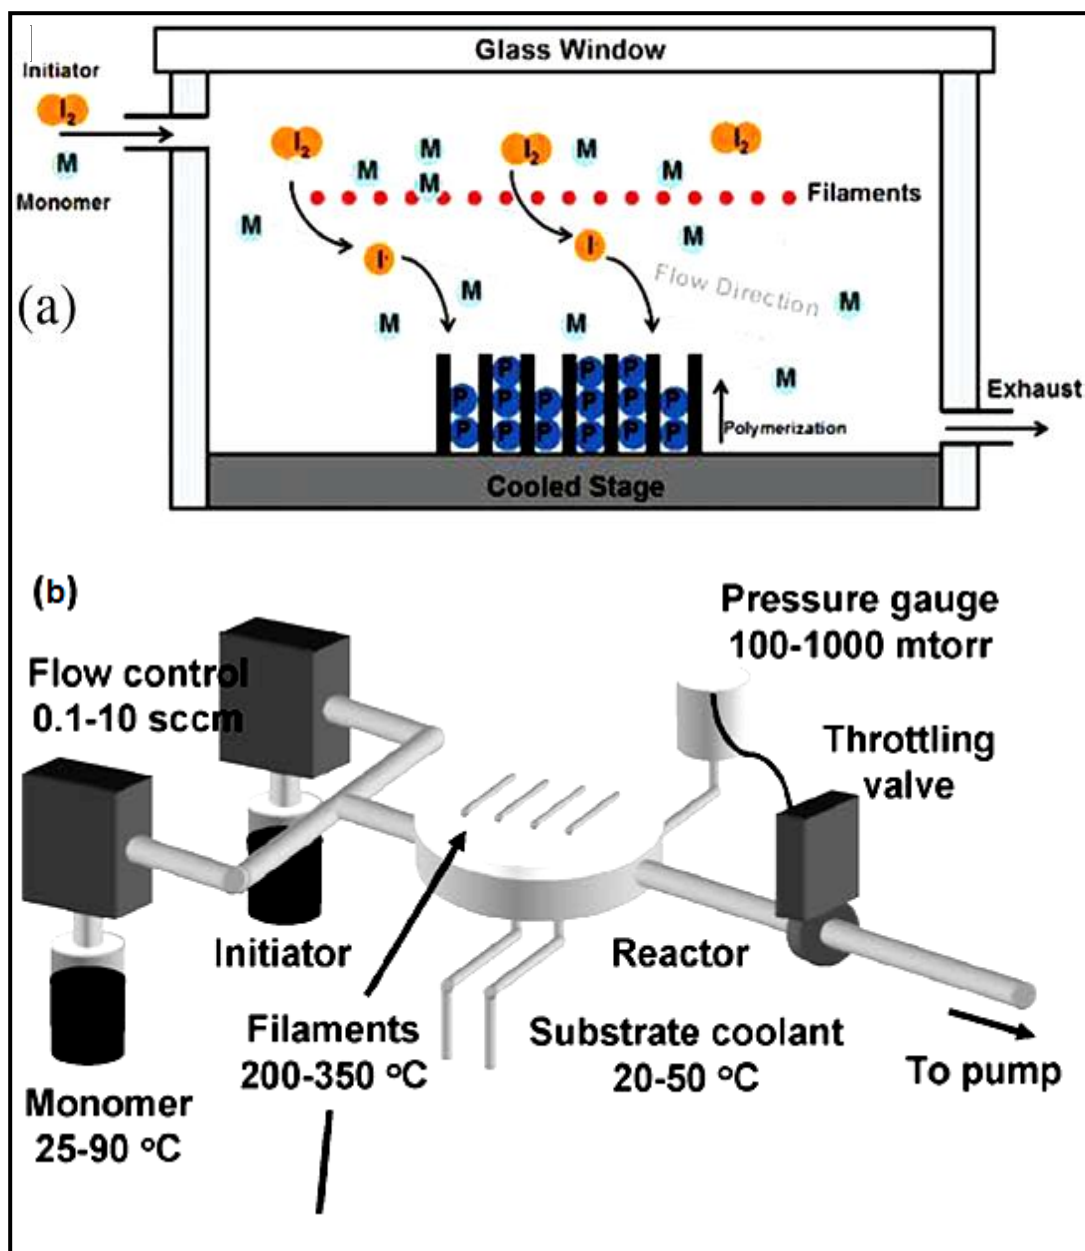 Glass Window
Initiator
I2
M
Monomer
I2
M
M
M
I2
M
M
I2
Filaments
M
I·
I·
M
Flow Direction
M
M
M
M
M
(a)
P P P P P P
P P P P P P
P P P
Polymerization
Exhaust
Cooled Stage
(b)
Pressure gauge
100-1000 mtorr
Flow control
0.1-10 sccm
Throttling
valve
Initiator
Reactor
Filaments
200-350 °C
Substrate coolant
20-50 °C
To pump
Monomer
25-90 °C